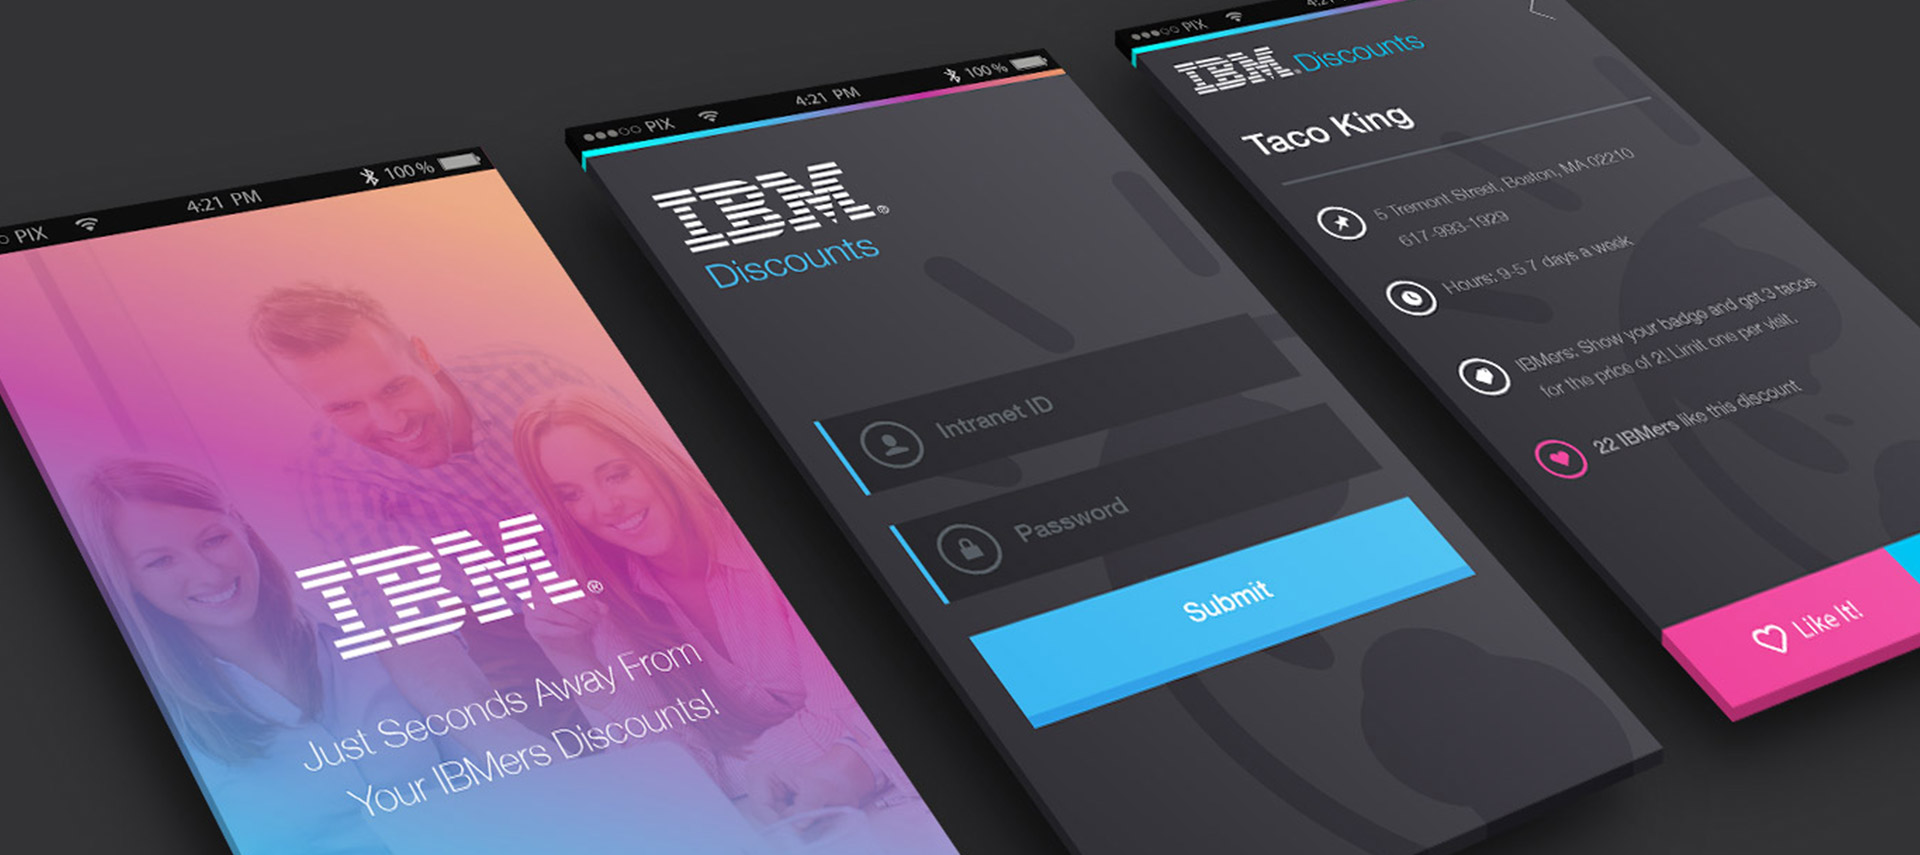 PIX
4:21 PM
100%
IBM®
Just Seconds Away From
Your IBMers Discounts!
PIX
4:21 PM
100%
IBM®
Discounts
Intranet ID
Password
Submit
PIX
IBM. Discounts
Taco King
5 Tremont Street, Boston, MA 02210
617-993-1929
Hours: 9-5 7 days a week
IBMers: Show your badge and get 3 tacos
for the price of 2! Limit one per visit.
22 IBMers like this discount
Like It!